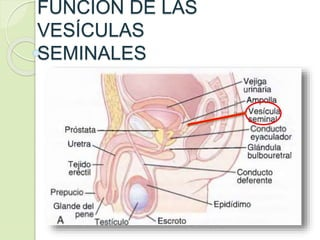 FUNCIÓN DE LAS
VESÍCULAS
SEMINALES
Vejiga
urinaria
Ampolla
Vesícula
seminal
Conducto
eyaculador
Glándula
bulbouretral
Conducto
deferente
Epidídimo
Escroto
Testículo
Glande del
pene
Prepucio
Tejido
eréctil
Uretra
Próstata
A